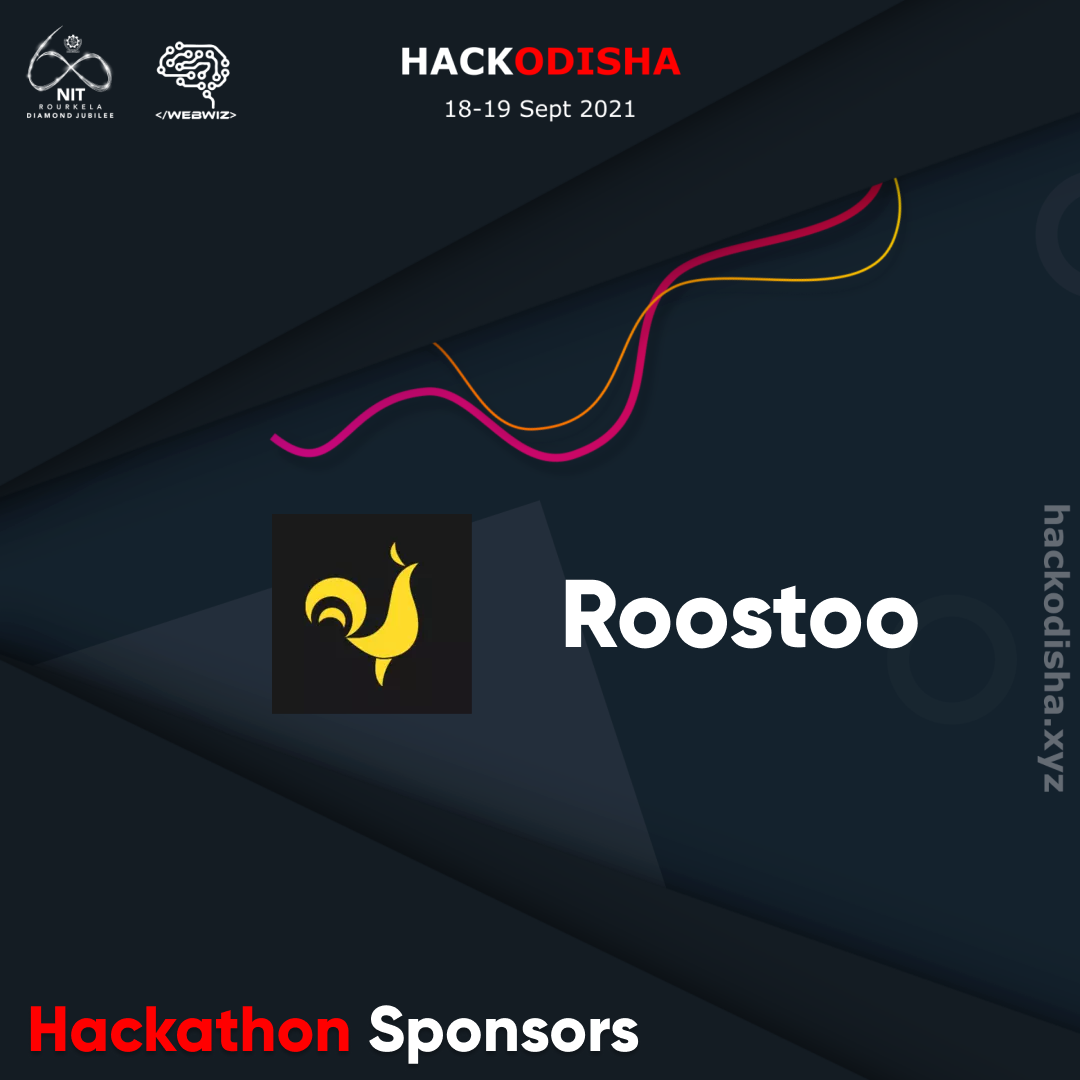 NIT
ROURKELA
DIAMOND JUBILEE
</WEBWIZ>
HACKODISHA
18-19 Sept 2021
Roostoo
hackodisha.xyz
Hackathon Sponsors